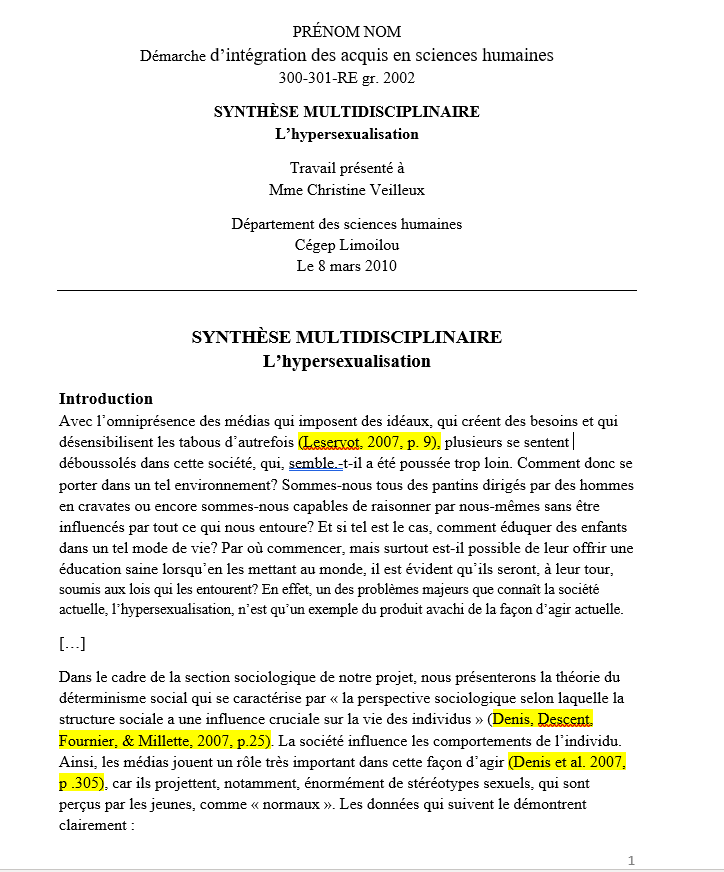 PRÉNOM NOM
Démarche d’intégration des acquis en sciences humaines
300-301-RE gr. 2002
SYNTHÈSE MULTIDISCIPLINAIRE
L’hypersexualisation
Travail présenté à
Mme Christine Veilleux
Département des sciences humaines
Cégep Limoilou
Le 8 mars 2010
SYNTHÈSE MULTIDISCIPLINAIRE
L’hypersexualisation
Introduction
Avec l’omniprésence des médias qui imposent des idéaux, qui créent des besoins et qui
désensibilisent les tabous d’autrefois (Leservot, 2007, p. 9), plusieurs se sentent
déboussolés dans cette société, qui, semble.-t-il a été poussée trop loin. Comment donc se
porter dans un tel environnement? Sommes-nous tous des pantins dirigés par des hommes
en cravates ou encore sommes-nous capables de raisonner par nous-mêmes sans être
influencés par tout ce qui nous entoure? Et si tel est le cas, comment éduquer des enfants
dans un tel mode de vie? Par où commencer, mais surtout est-il possible de leur offrir une
éducation saine lorsqu’en les mettant au monde, il est évident qu’ils seront, à leur tour,
soumis aux lois qui les entourent? En effet, un des problèmes majeurs que connaît la société
actuelle, l’hypersexualisation, n’est qu’un exemple du produit avachi de la façon d’agir actuelle.
[…]
Dans le cadre de la section sociologique de notre projet, nous présenterons la théorie du
déterminisme social qui se caractérise par « la perspective sociologique selon laquelle la
structure sociale a une influence cruciale sur la vie des individus » (Denis, Descent,
Fournier, & Millette, 2007, p.25). La société influence les comportements de l’individu.
Ainsi, les médias jouent un rôle très important dans cette façon d’agir (Denis et al. 2007,
p .305), car ils projettent, notamment, énormément de stéréotypes sexuels, qui sont
perçus par les jeunes, comme « normaux ». Les données qui suivent le démontrent
clairement :
1